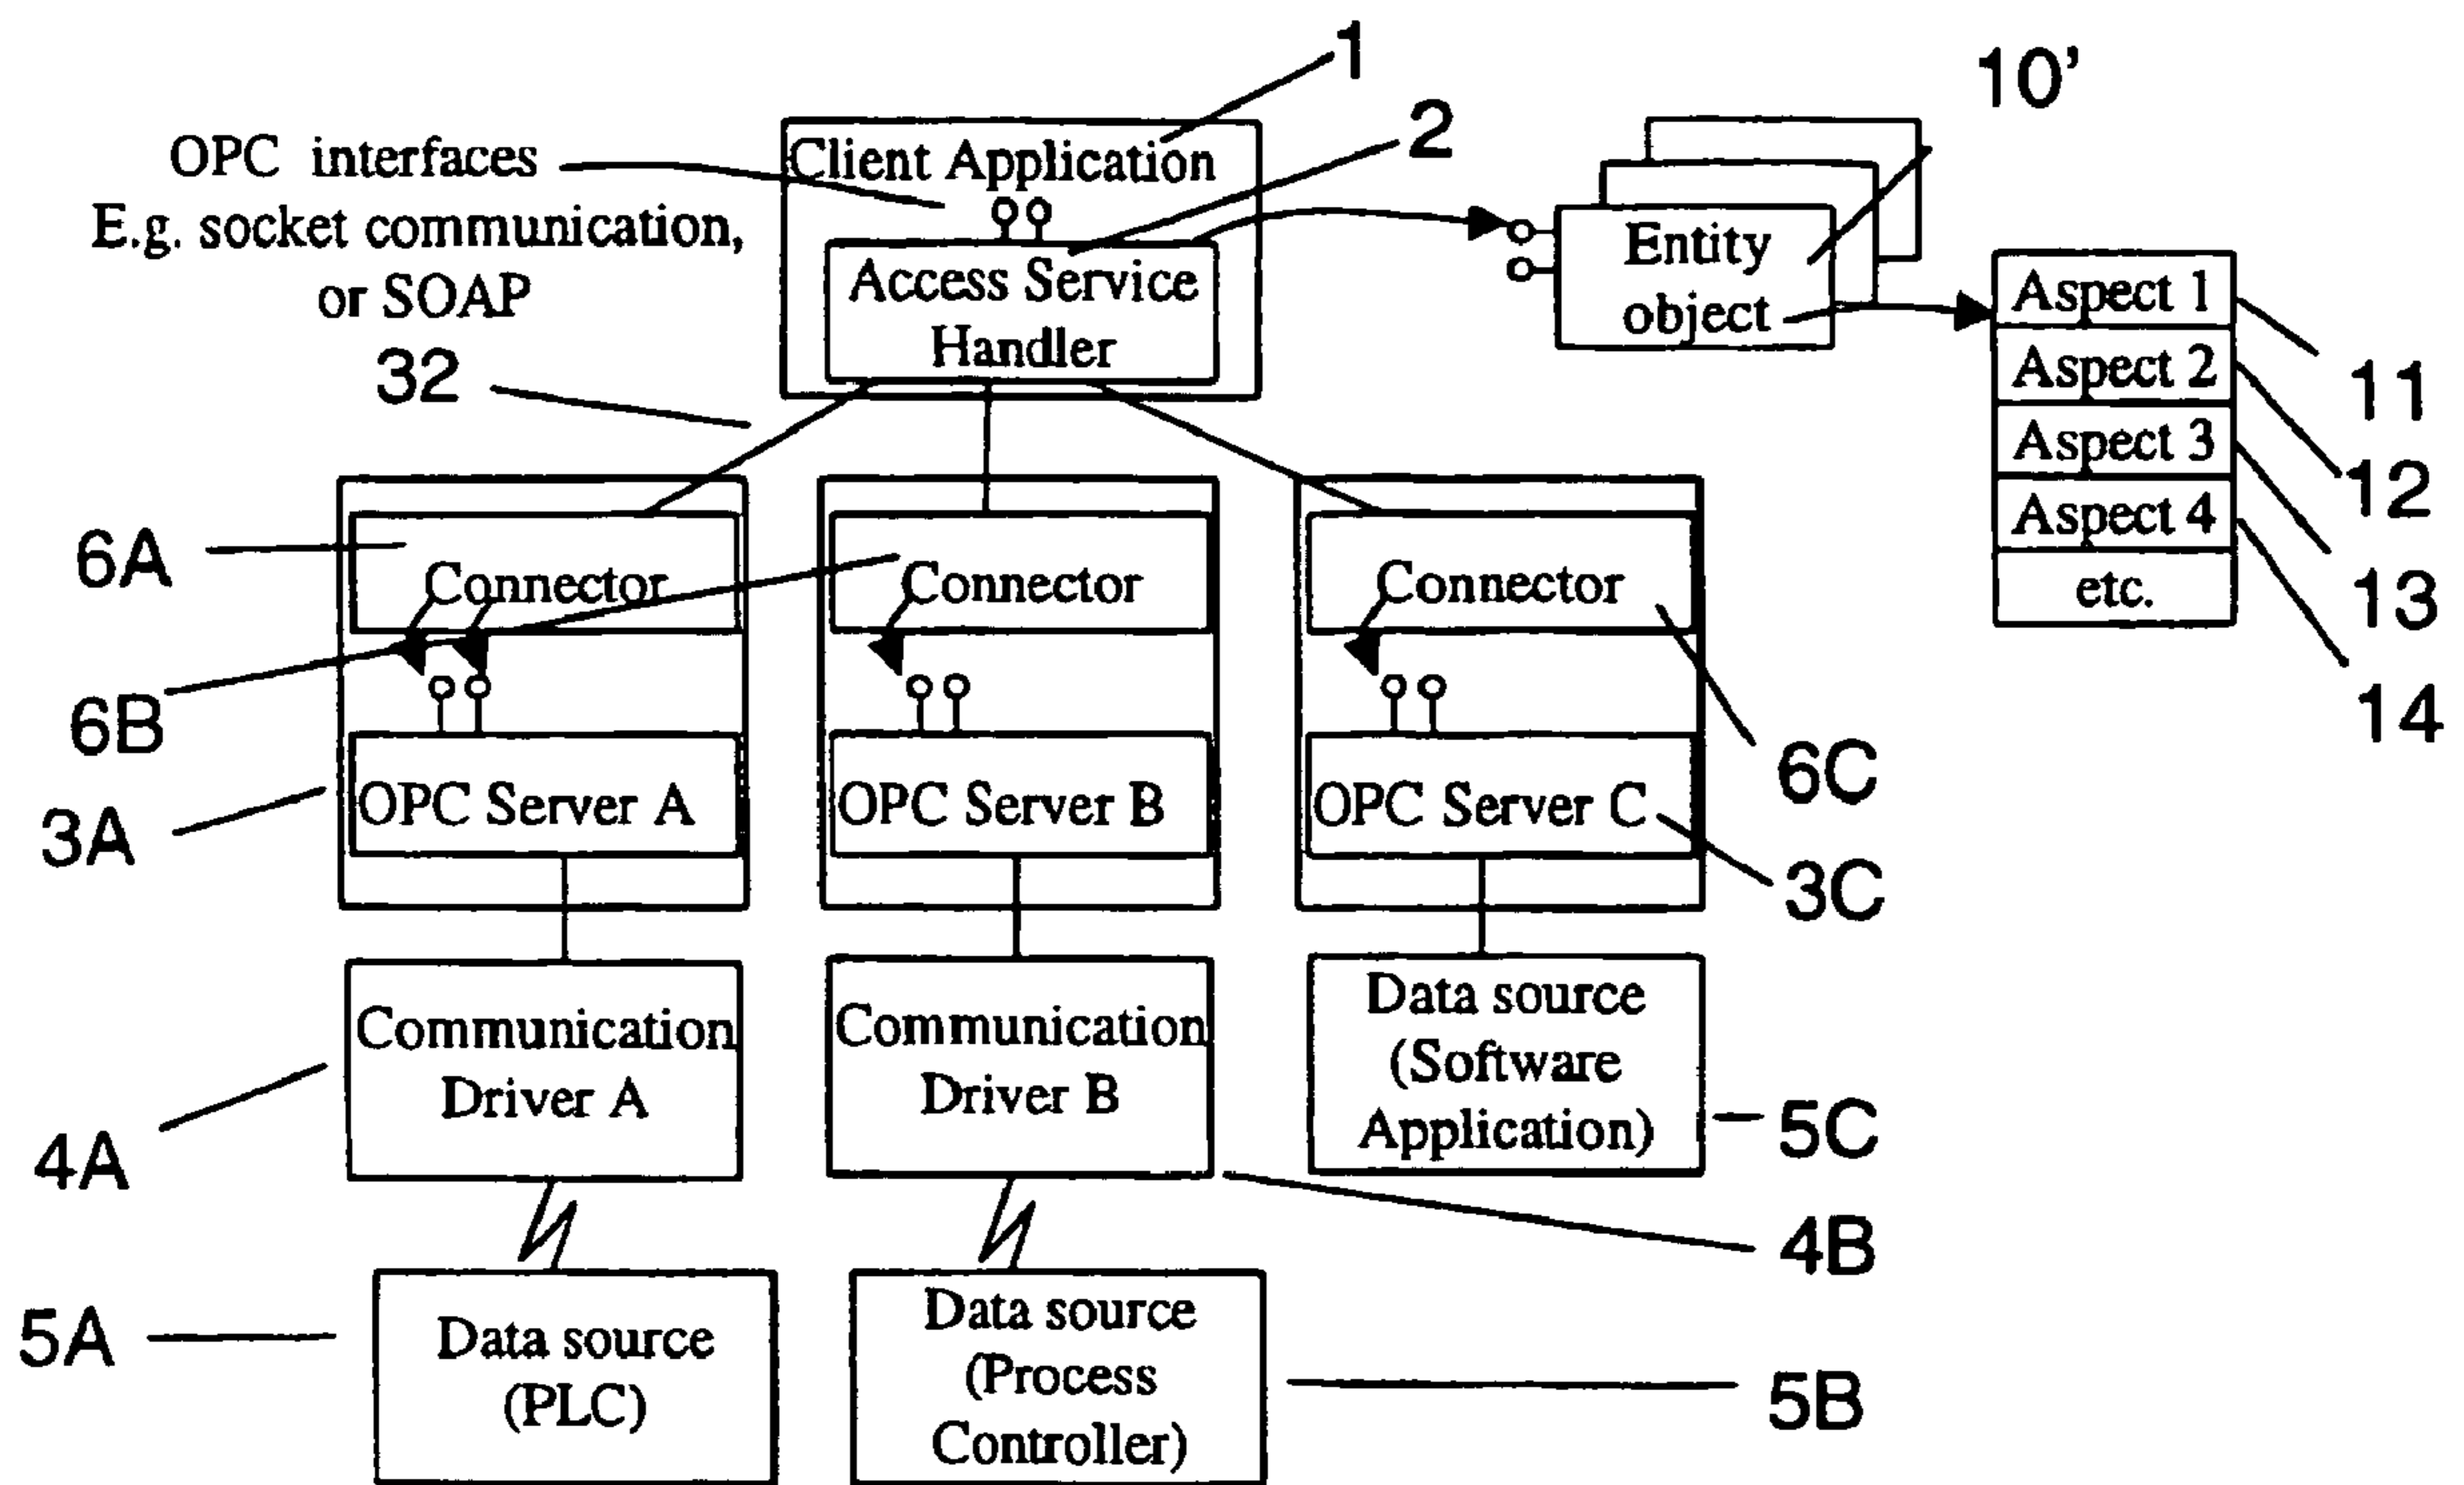 1
10'
2
OPC interfaces
Client Application
E.g. socket communication,
or SOAP
Access Service
Handler
Entity
object
32
Aspect 1
Aspect 2
Aspect 3
Aspect 4
etc.
11
12
13
14
6A
Connector
Connector
Connector
6B
6C
3A
OPC Server A
OPC Server B
OPC Server C
3C
4A
Communication
Driver A
Communication
Driver B
Data source
(Software
Application)
5C
4B
5A
Data source
(PLC)
Data source
(Process
Controller)
5B